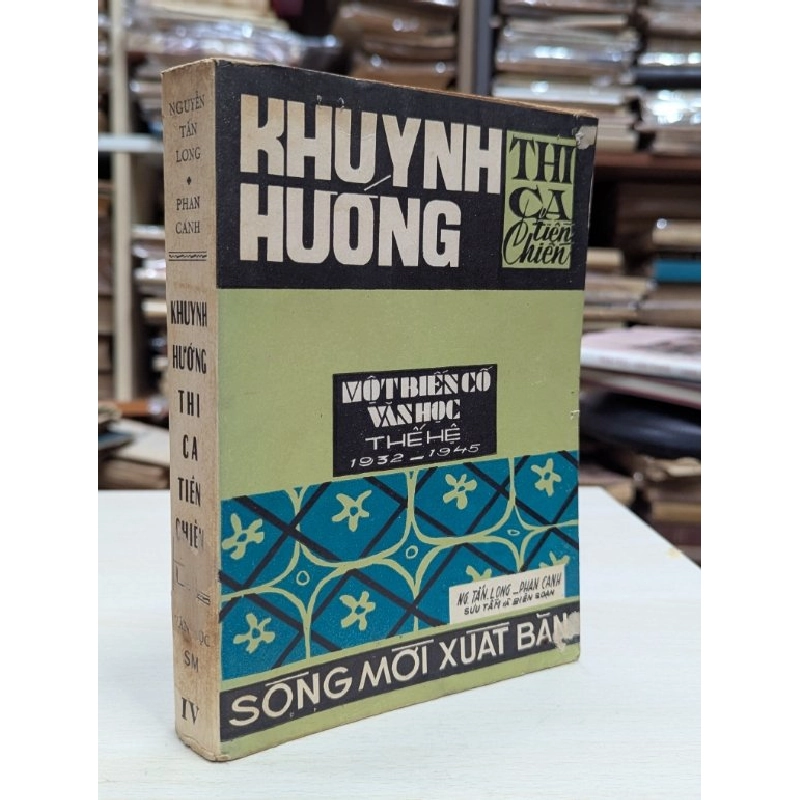 NGUYỄN
TẤN
LONG
PHAN
CANH
KHUYNH
HƯỚNG
THI
CA
TIỀN
CHIẾN
SM
IV
KHUYNH
HƯỚNG
THI
CA
tiền
Chiến
MỘT BIẾN CỐ
VĂN HỌC
THẾ HỆ
1932 - 1945
NG. TẤN. LONG - PHAN CANH
SƯU TẦM và BIÊN SOẠN
SỐNG MỚI XUẤT BẢN